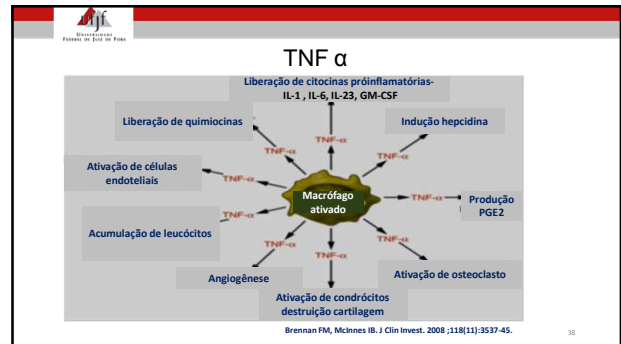 ufjf
UNIVERSIDADE
FEDERAL DE JUIZ DE FORA
TNF α
Liberação de citocinas próinflamatórias-
IL-1 , IL-6, IL-23, GM-CSF
Liberação de quimiocinas
Indução hepcidina
TNF-α
TNF-α
TNF-α
Ativação de células
endoteliais
TNF-α
Macrófago
ativado
TNF-α
Produção
PGE2
TNF-α
Acumulação de leucócitos
TNF-α
TNF-α
TNF-α
Angiogênese
Ativação de osteoclasto
Ativação de condrócitos
destruição cartilagem
Brennan FM, McInnes IB. J Clin Invest. 2008 ;118(11):3537-45.
38